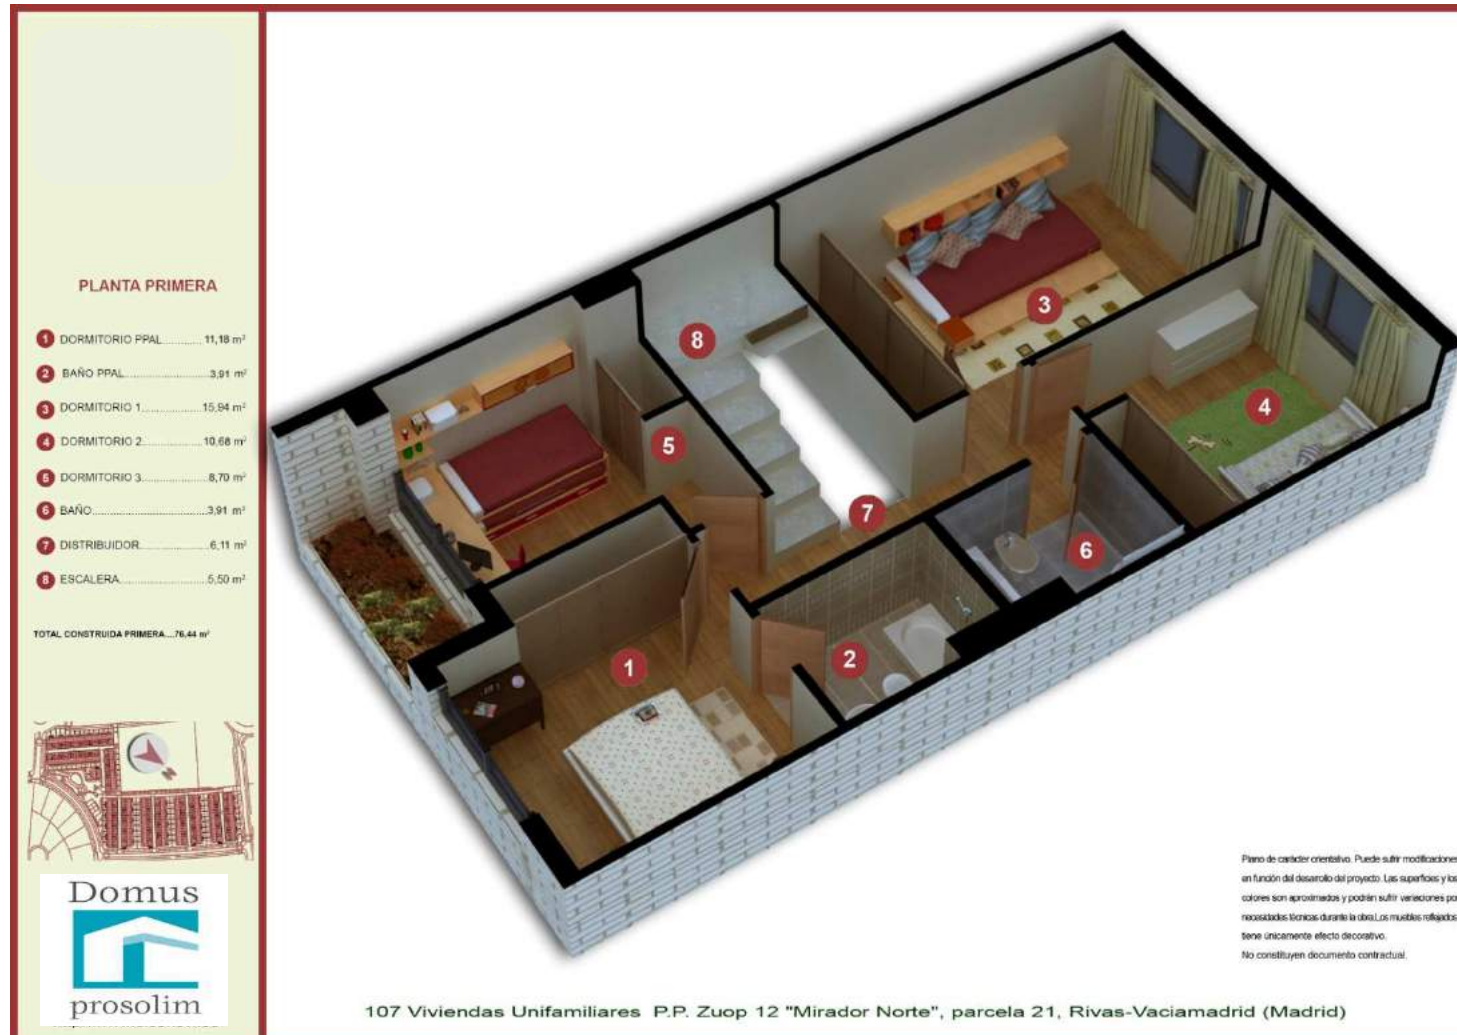 PLANTA PRIMERA
1 DORMITORIO PPAL............ 11,18 m²
2 BAÑO PPAL........................ 3,91 m²
3 DORMITORIO 1................. 15,94 m²
4 DORMITORIO 2................. 10,68 m²
5 DORMITORIO 3................. 8,70 m²
6 BAÑO................................ 3,91 m²
7 DISTRIBUIDOR.................. 6,11 m²
8 ESCALERA........................ 5,50 m²
TOTAL CONSTRUIDA PRIMERA....76,44 m²
N
Domus
prosolim
8
3
4
5
7
6
2
1
Plano de carácter orientativo. Puede sufrir modificaciones
en función del desarrollo del proyecto. Las superficies y los
colores son aproximados y podrán sufrir variaciones por
necesidades técnicas durante la obra.Los muebles reflejados
tiene únicamente efecto decorativo.
No constituyen documento contractual.
107 Viviendas Unifamiliares P.P. Zuop 12 "Mirador Norte", parcela 21, Rivas-Vaciamadrid (Madrid)